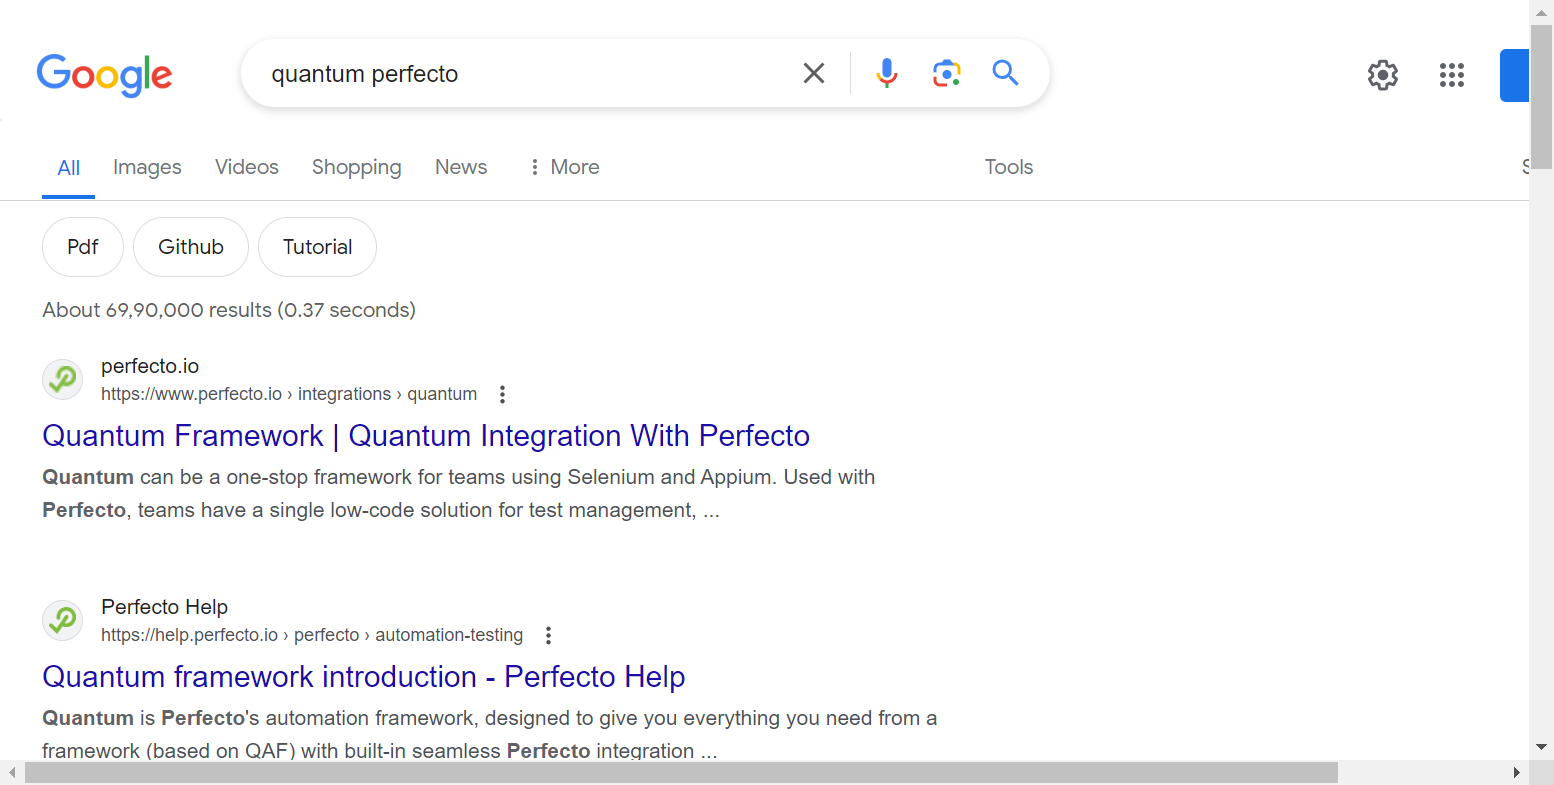 Google
quantum perfecto
All Images Videos Shopping News More Tools
Pdf Github Tutorial
About 69,90,000 results (0.37 seconds)
perfecto.io
https://www.perfecto.io › integrations › quantum
Quantum Framework | Quantum Integration With Perfecto
Quantum can be a one-stop framework for teams using Selenium and Appium. Used with
Perfecto, teams have a single low-code solution for test management, ...
Perfecto Help
https://help.perfecto.io › perfecto › automation-testing
Quantum framework introduction - Perfecto Help
Quantum is Perfecto's automation framework, designed to give you everything you need from a
framework (based on QAF) with built-in seamless Perfecto integration ...